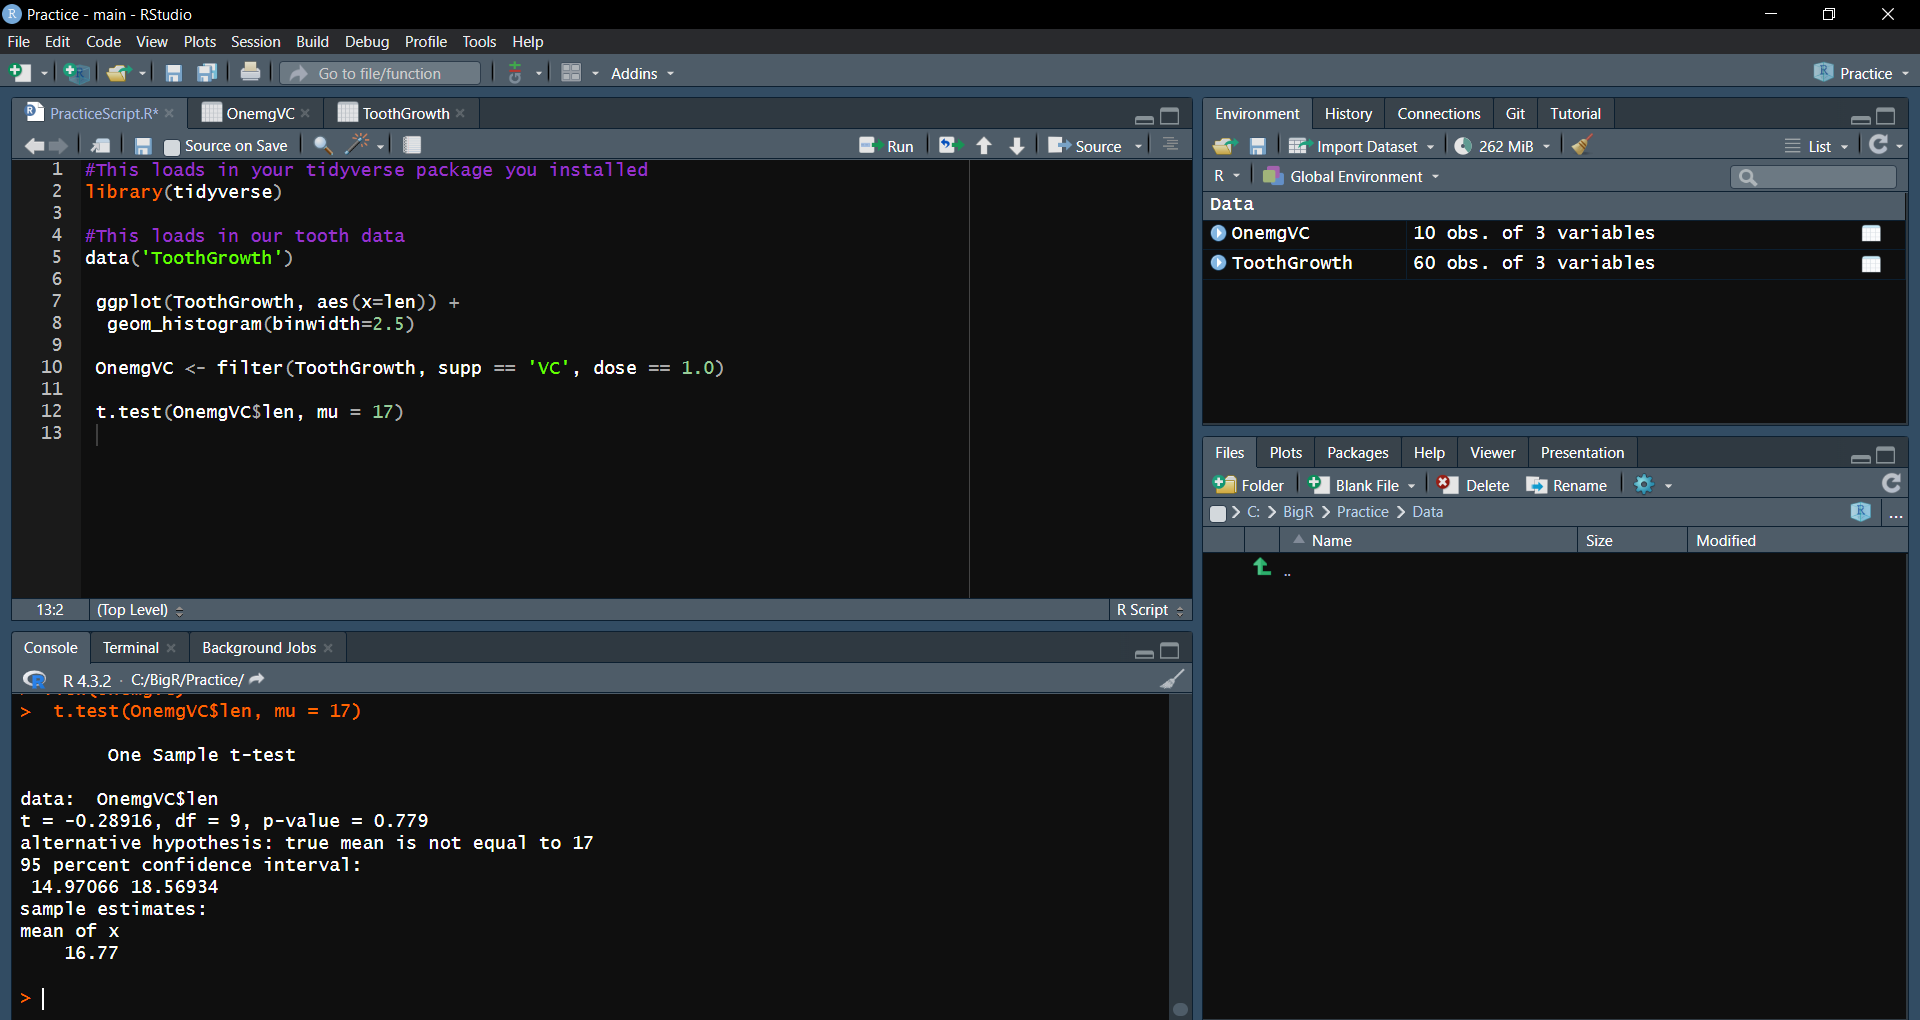 Practice - main - RStudio
File Edit Code View Plots Session Build Debug Profile Tools Help
Go to file/function Addins Practice
PracticeScript.R* OnemgVC ToothGrowth
Source on Save Run Source
1 #This loads in your tidyverse package you installed
2 library(tidyverse)
3
4 #This loads in our tooth data
5 data('ToothGrowth')
6
7 ggplot(ToothGrowth, aes(x=len)) +
8 geom_histogram(binwidth=2.5)
9
10 OnemgVC <- filter(ToothGrowth, supp == 'VC', dose == 1.0)
11
12 t.test(OnemgVC$len, mu = 17)
13
13:2 (Top Level) R Script
Console Terminal Background Jobs
R 4.3.2 · C:/BigR/Practice/
> t.test(OnemgVC$len, mu = 17)
One Sample t-test
data: OnemgVC$len
t = -0.28916, df = 9, p-value = 0.779
alternative hypothesis: true mean is not equal to 17
95 percent confidence interval:
14.97066 18.56934
sample estimates:
mean of x
16.77
>
Environment History Connections Git Tutorial
Import Dataset 262 MiB List
R Global Environment
Data
OnemgVC 10 obs. of 3 variables
ToothGrowth 60 obs. of 3 variables
Files Plots Packages Help Viewer Presentation
Folder Blank File Delete Rename
C: > BigR > Practice > Data ...
Name Size Modified
..